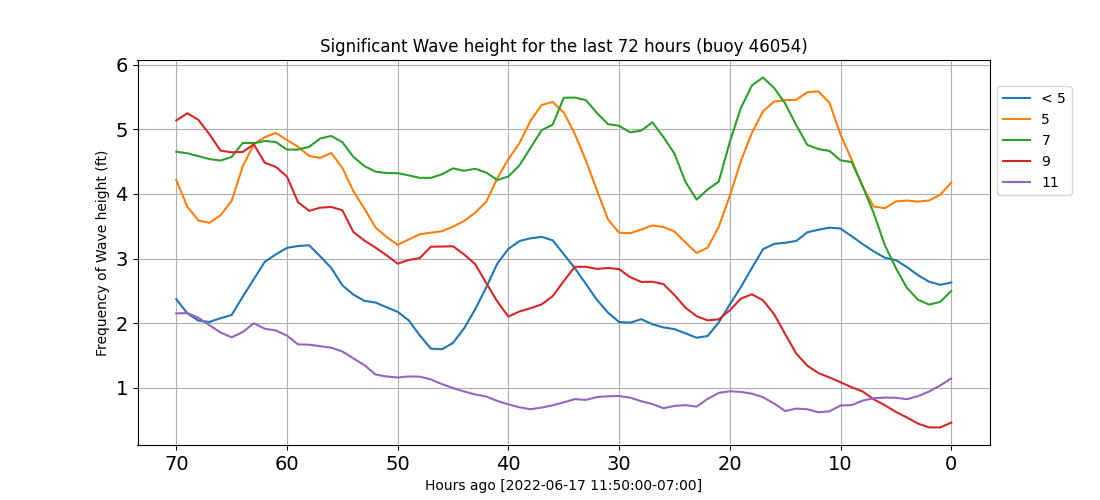 Significant Wave height for the last 72 hours (buoy 46054)
Frequency of Wave height (ft)
6
5
4
3
2
1
70 60 50 40 30 20 10 0
Hours ago [2022-06-17 11:50:00-07:00]
< 5
5
7
9
11